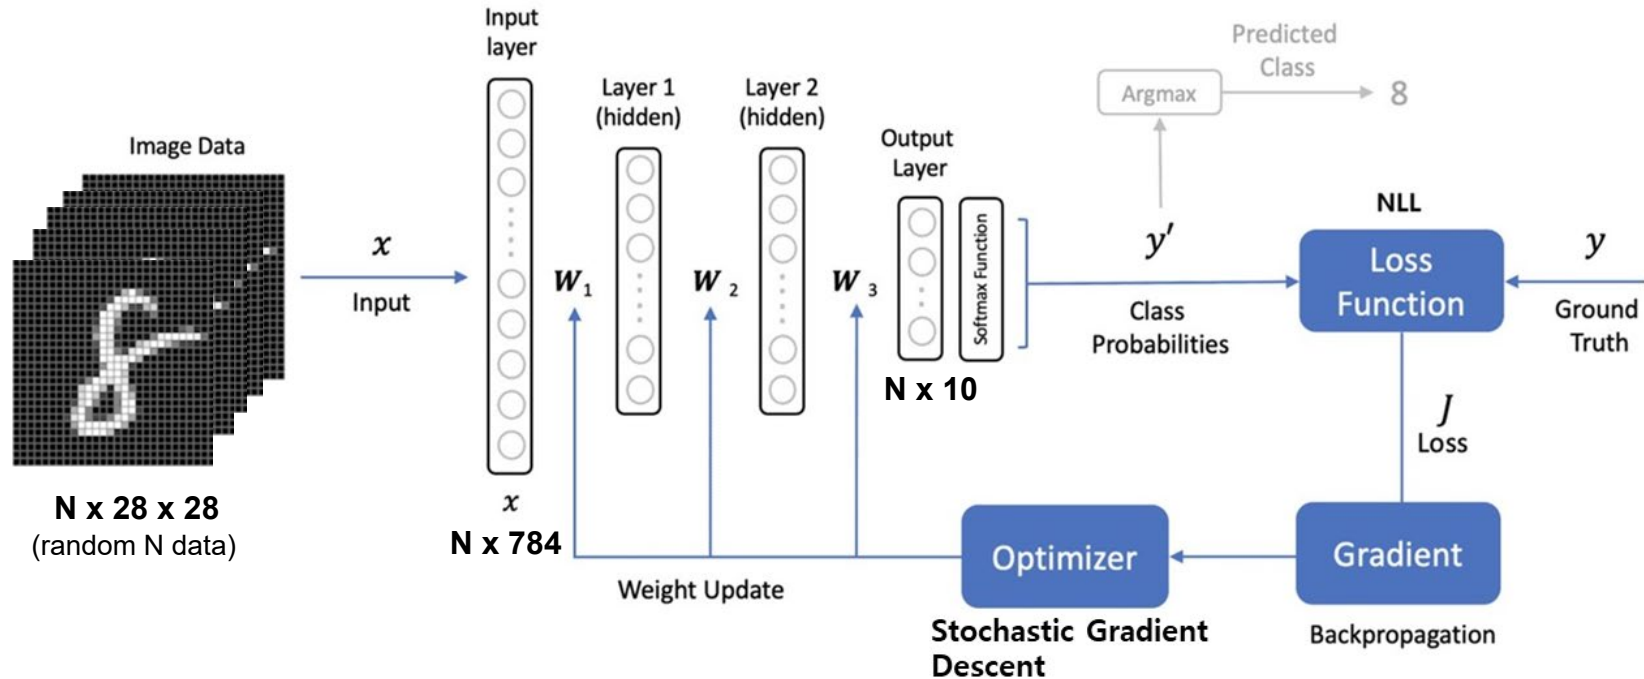 Image Data
N x 28 x 28
(random N data)
x
Input
Input
layer
x
N x 784
W1
Layer 1
(hidden)
W2
Layer 2
(hidden)
W3
Output
Layer
Softmax Function
N x 10
Argmax
Predicted
Class
8
y′
Class
Probabilities
NLL
Loss
Function
y
Ground
Truth
J
Loss
Gradient
Backpropagation
Optimizer
Stochastic Gradient
Descent
Weight Update